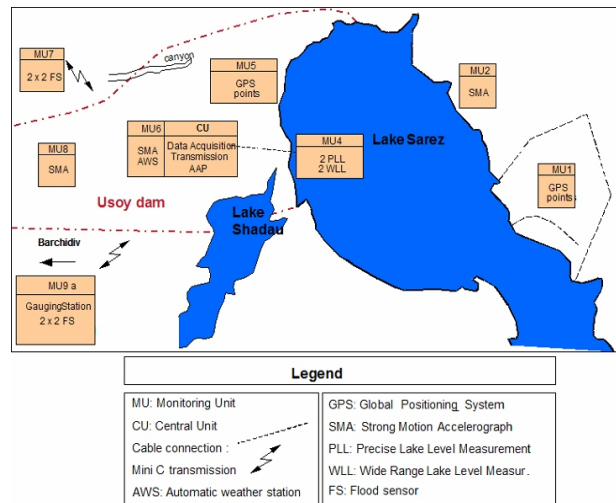 MU7
2 x 2 FS
canyon
MU5
GPS
points
MU2
SMA
MU6
SMA
AWS
CU
Data Acquisition
Transmission
AAP
MU4
2 PLL
2 WLL
Lake Sarez
MU8
SMA
MU1
GPS
points
Usoy dam
Lake
Shadau
Barchidiv
MU9 a
GaugingStation
2 x 2 FS
Legend
MU: Monitoring Unit
CU: Central Unit
Cable connection :
Mini C transmission
AWS: Automatic weather station
GPS: Global Positioning System
SMA: Strong Motion Accelerograph
PLL: Precise Lake Level Measurement
WLL: Wide Range Lake Level Measur.
FS: Flood sensor